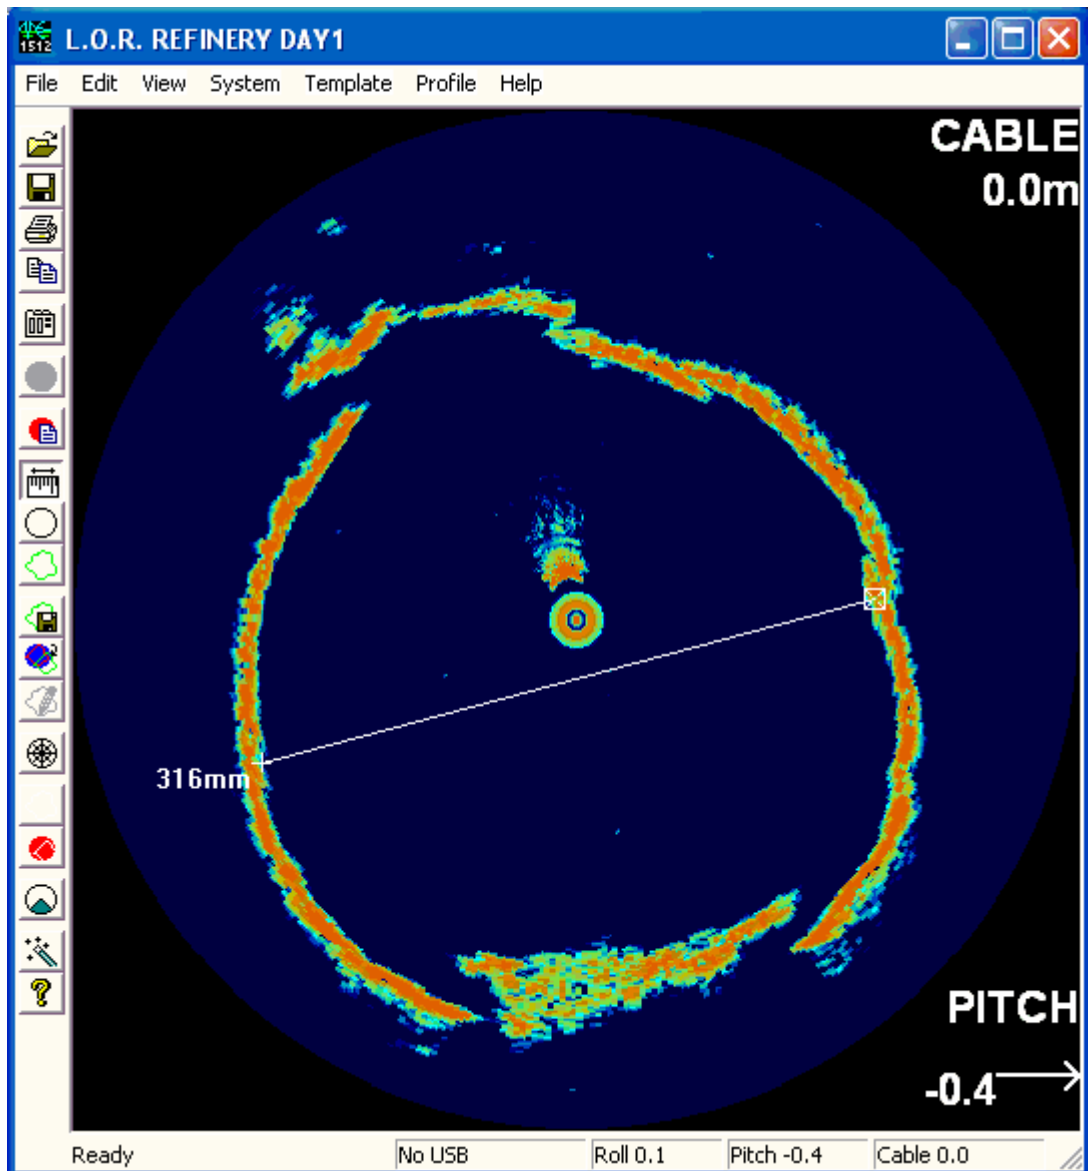 1512 L.O.R. REFINERY DAY1
File Edit View System Template Profile Help
CABLE
0.0m
316mm
PITCH
-0.4
Ready No USB Roll 0.1 Pitch -0.4 Cable 0.0